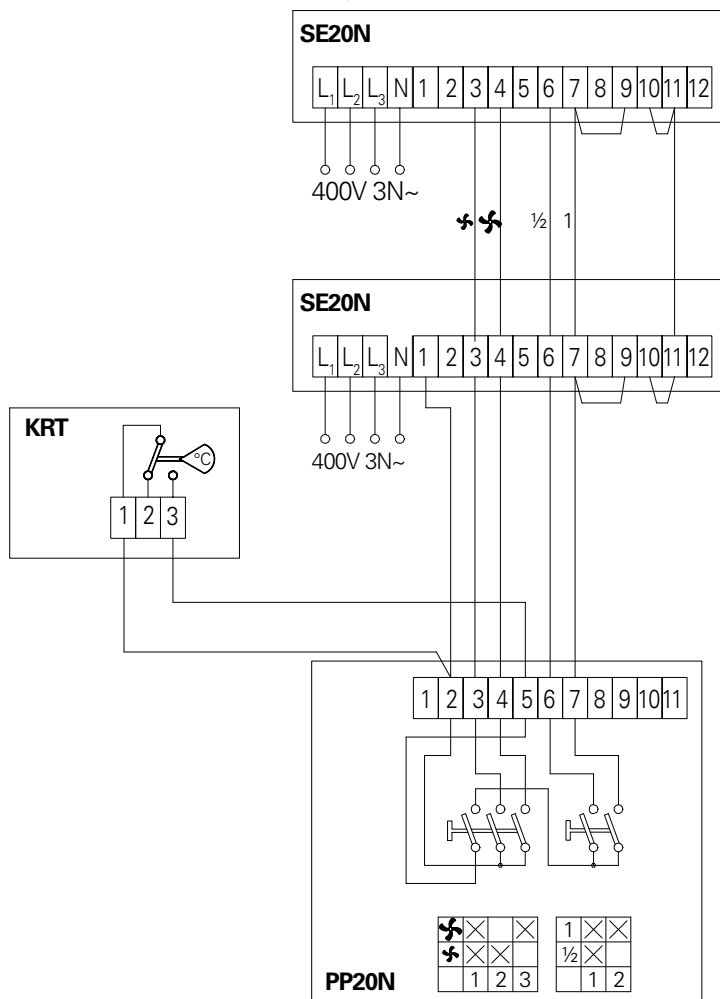 SE20N
L₁ L₂ L₃ N 1 2 3 4 5 6 7 8 9 10 11 12
400V 3N~
½ 1
SE20N
L₁ L₂ L₃ N 1 2 3 4 5 6 7 8 9 10 11 12
400V 3N~
KRT
°C
1 2 3
1 2 3 4 5 6 7 8 9 10 11
1
½
1 2 3
1 2
PP20N